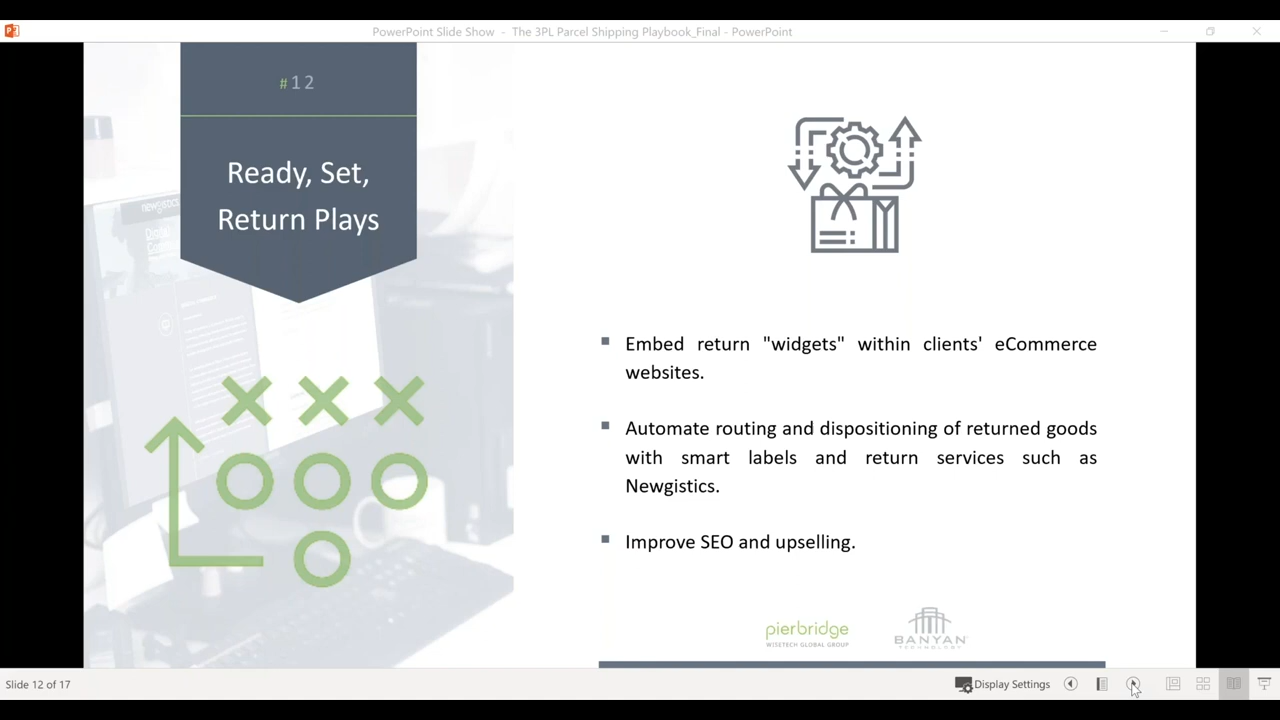 PowerPoint Slide Show - The 3PL Parcel Shipping Playbook_Final - PowerPoint
#12
Ready, Set,
Return Plays
newgistics
Embed return "widgets" within clients' eCommerce
websites.
Automate routing and dispositioning of returned goods
with smart labels and return services such as
Newgistics.
Improve SEO and upselling.
pierbridge
WISETECH GLOBAL GROUP
BANYAN
TECHNOLOGY
Slide 12 of 17
Display Settings